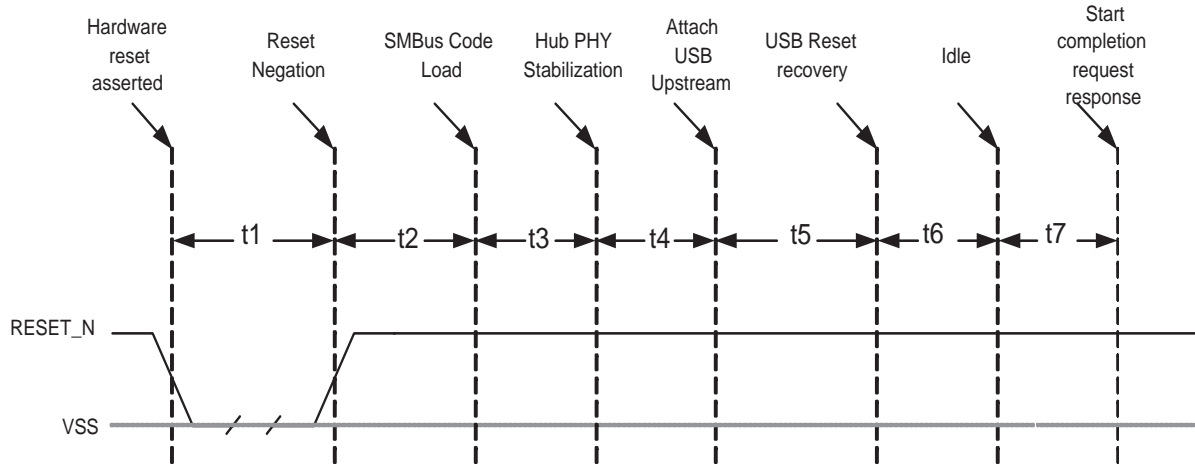 Hardware
reset
asserted
Reset
Negation
SMBus Code
Load
Hub PHY
Stabilization
Attach
USB
Upstream
USB Reset
recovery
Idle
Start
completion
request
response
t1
t2
t3
t4
t5
t6
t7
RESET_N
VSS